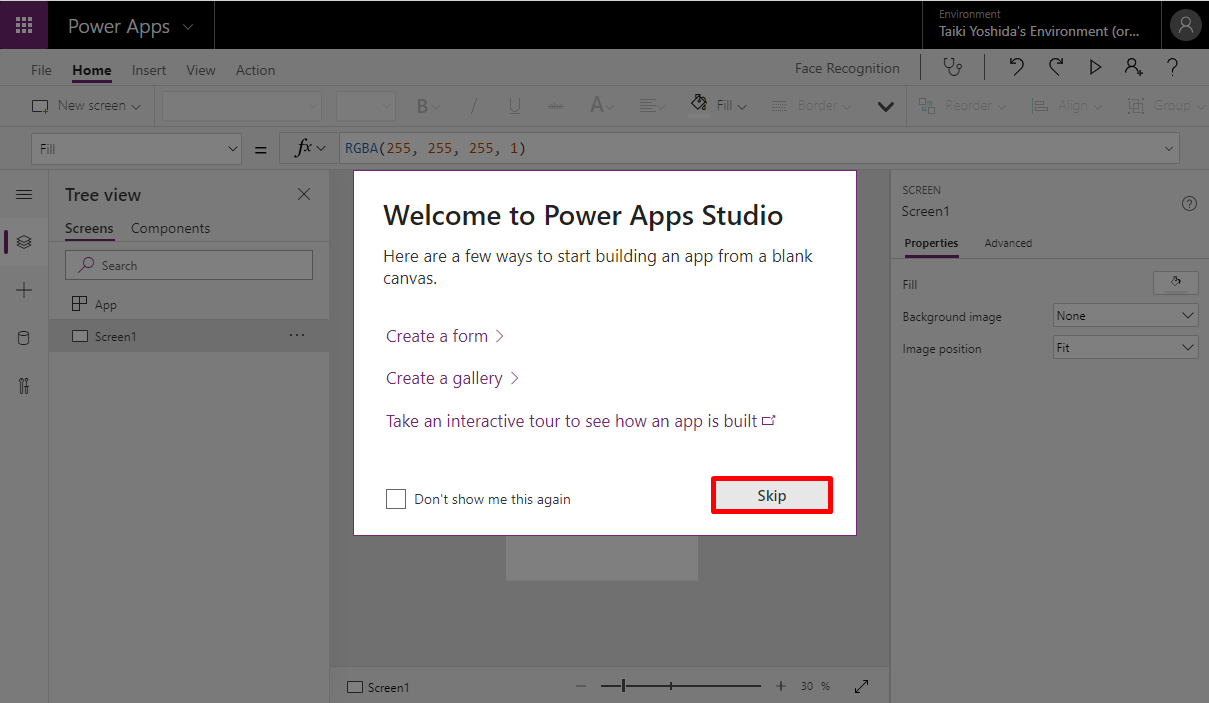 Power Apps
Environment
Taiki Yoshida's Environment (or...
File Home Insert View Action
Face Recognition
New screen
B / U abc A
Fill
Border
Reorder
Align
Group
Fill
= fx
RGBA(255, 255, 255, 1)
Tree view
Screens Components
Search
App
Screen1 ...
Welcome to Power Apps Studio
Here are a few ways to start building an app from a blank
canvas.
Create a form
Create a gallery
Take an interactive tour to see how an app is built
Don't show me this again
Skip
SCREEN
Screen1
Properties Advanced
Fill
Background image None
Image position Fit
Screen1
30 %